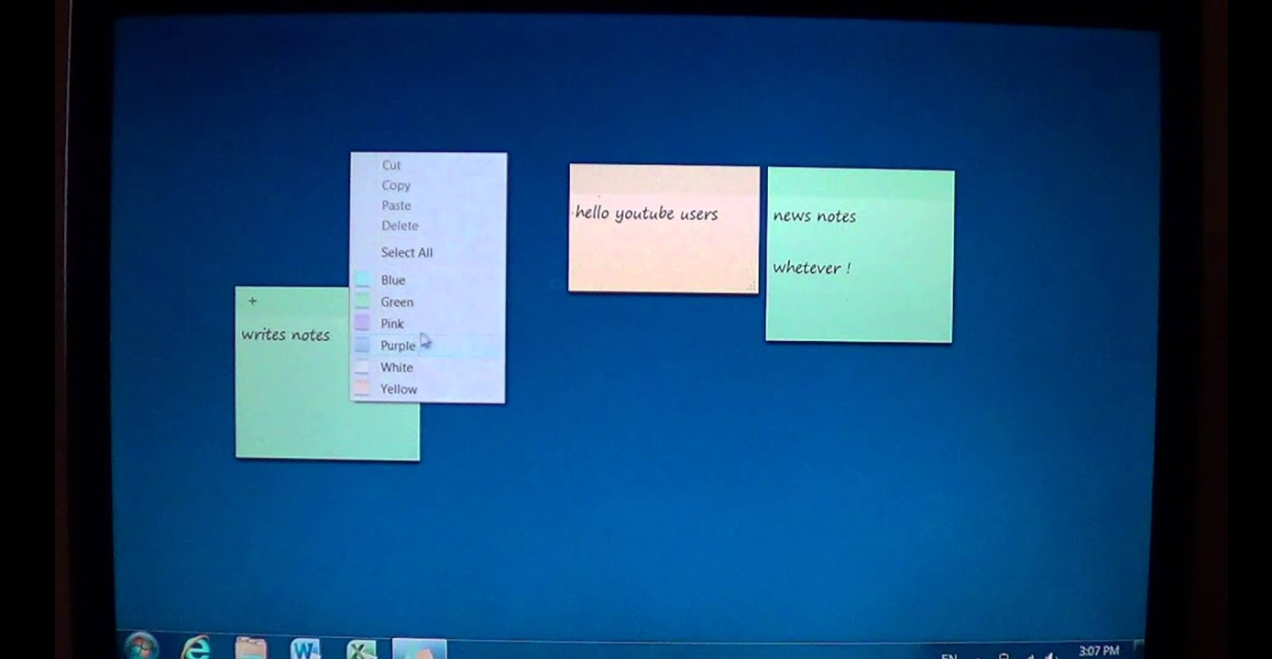 Cut
Copy
Paste
Delete
Select All
Blue
Green
Pink
Purple
White
Yellow
+
writes notes
hello youtube users
news notes
whetever !
W
X
EN
3:07 PM